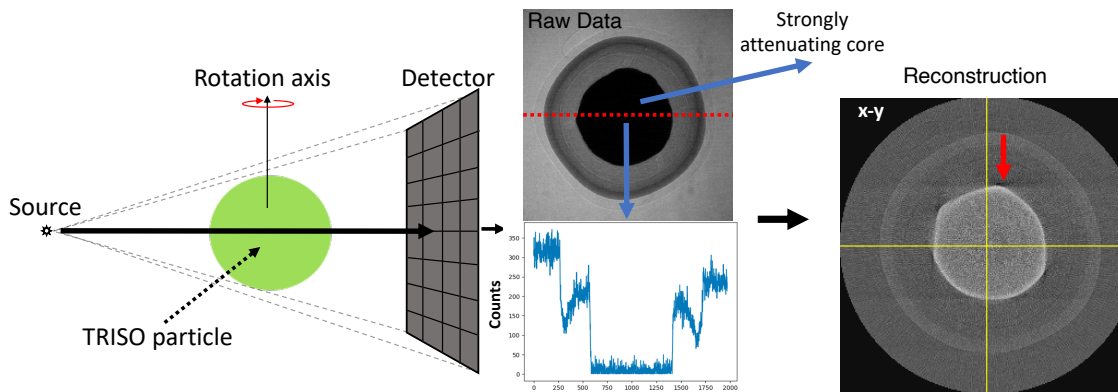 Rotation axis
Detector
Source
TRISO particle
Raw Data
Strongly
attenuating core
Reconstruction
x-y
Counts
350
300
250
200
150
100
50
0
0 250 500 750 1000 1250 1500 1750 2000